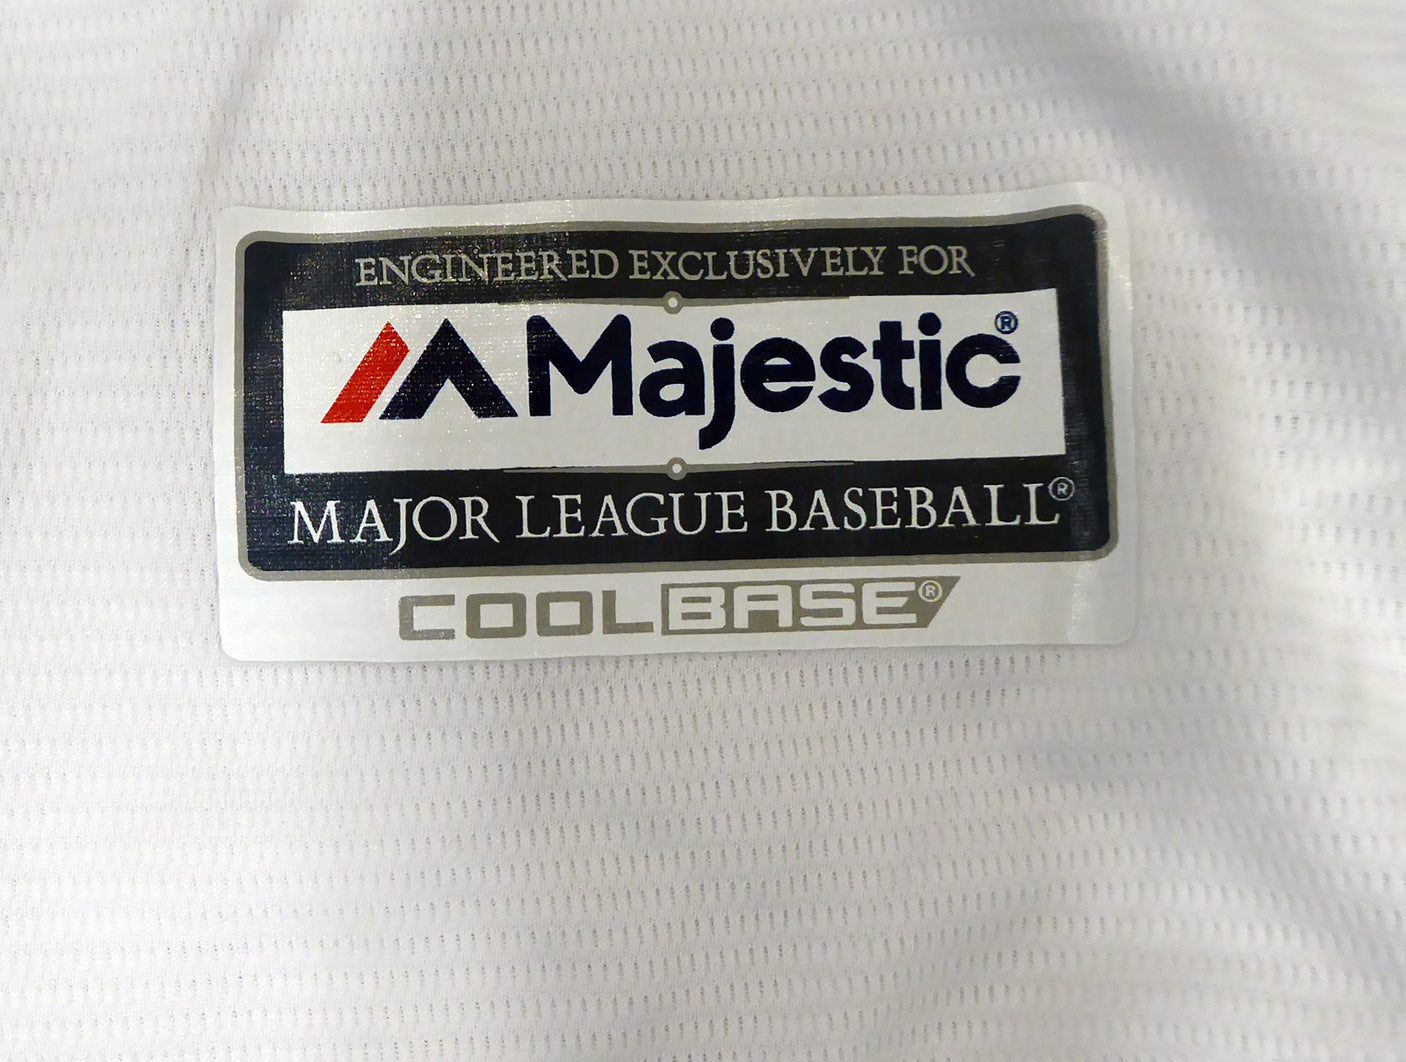 ENGINEERED EXCLUSIVELY FOR
Majestic®
MAJOR LEAGUE BASEBALL®
COOLBASE®